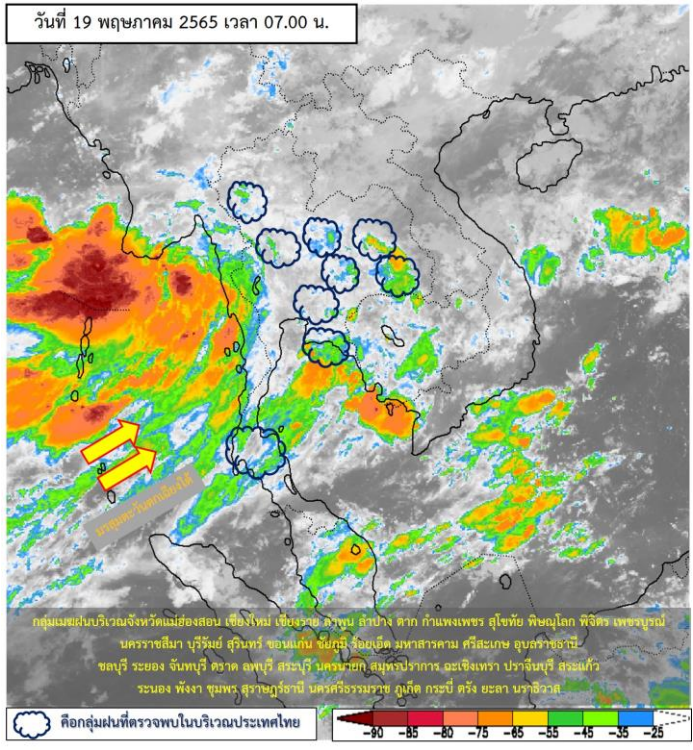 วันที่ 19 พฤษภาคม 2565 เวลา 07.00 น.
มรสุมตะวันตกเฉียงใต้
กลุ่มเมฆฝนบริเวณจังหวัดแม่ฮ่องสอน เชียงใหม่ เชียงราย ลำพูน ลำปาง ตาก กำแพงเพชร สุโขทัย พิษณุโลก พิจิตร เพชรบูรณ์
นครราชสีมา บุรีรัมย์ สุรินทร์ ขอนแก่น ชัยภูมิ ร้อยเอ็ด มหาสารคาม ศรีสะเกษ อุบลราชธานี
ชลบุรี ระยอง จันทบุรี ตราด ลพบุรี สระบุรี นครนายก สมุทรปราการ ฉะเชิงเทรา ปราจีนบุรี สระแก้ว
ระนอง พังงา ชุมพร สุราษฎร์ธานี นครศรีธรรมราช ภูเก็ต กระบี่ ตรัง ยะลา นราธิวาส
คือกลุ่มฝนที่ตรวจพบในบริเวณประเทศไทย
-90 -85 -80 -75 -65 -55 -45 -35 -25